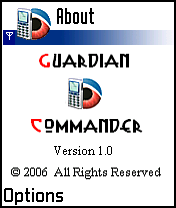 About
GUARDIAN
COMMANDER
Version 1.0
© 2006 All Rights Reserved
Options